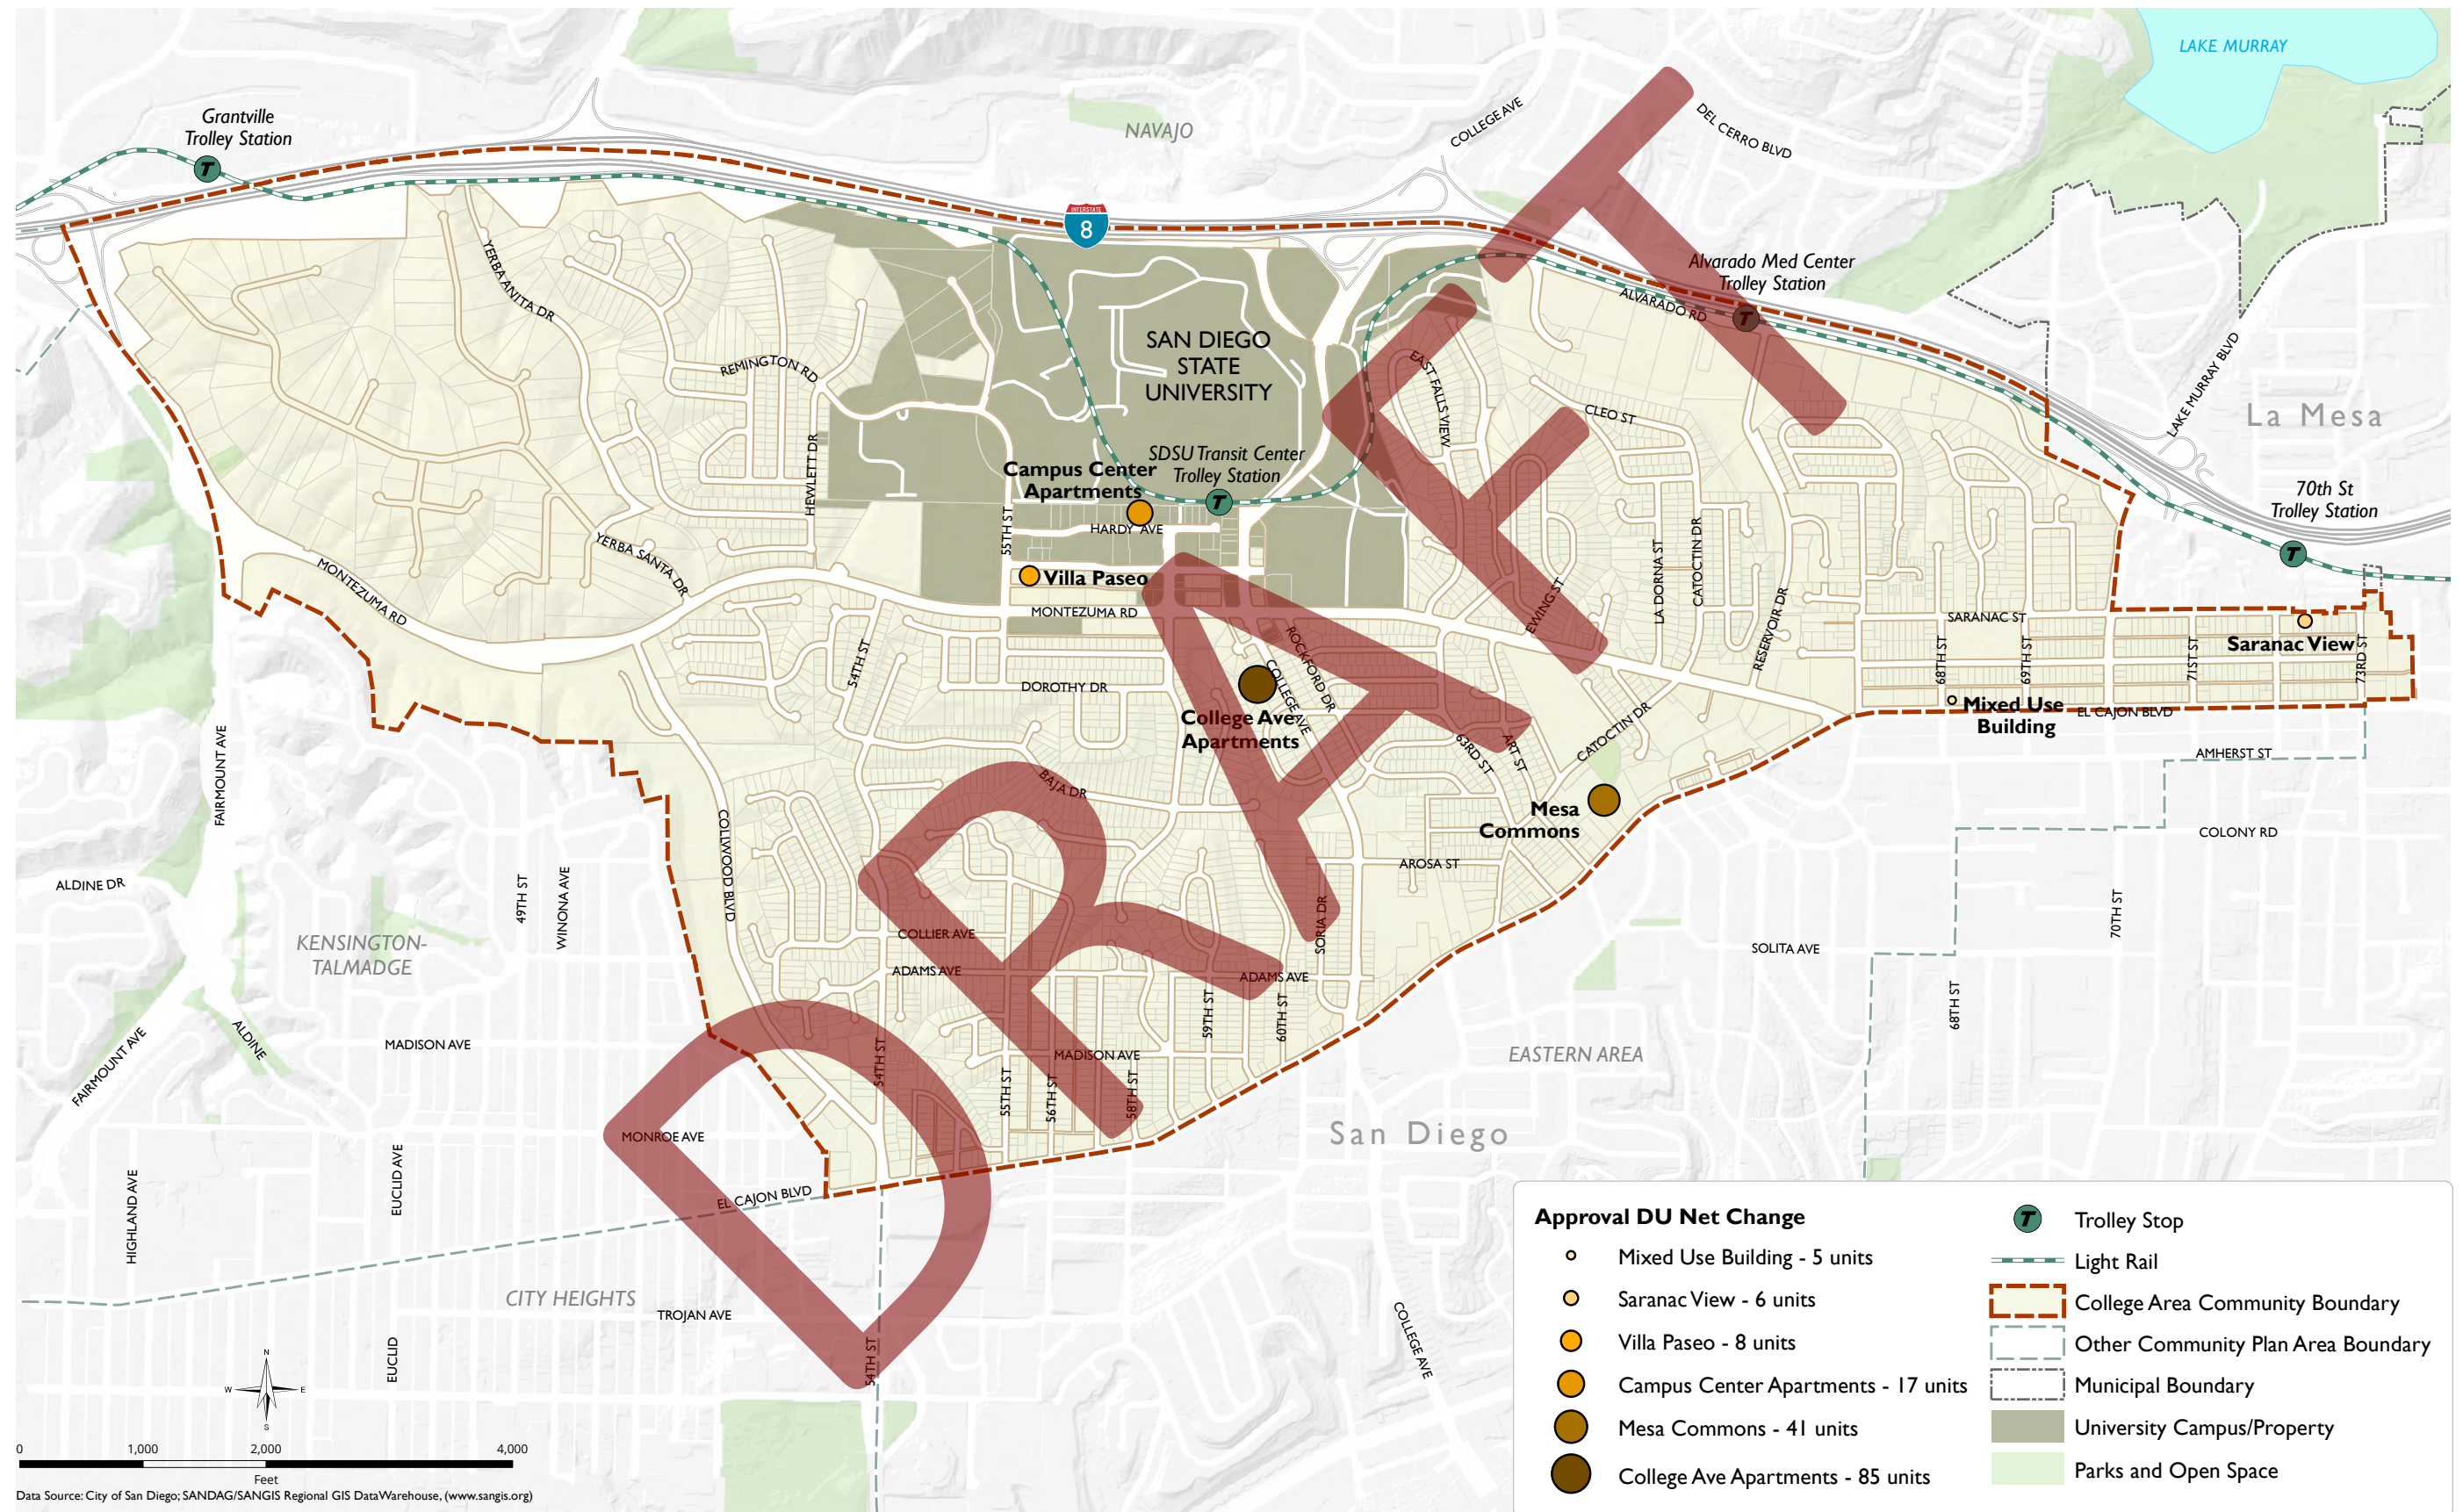 LAKE MURRAY
Grantville
Trolley Station
NAVAJO
COLLEGE AVE
DEL CERRO BLVD
INTERSTATE
8
Alvarado Med Center
Trolley Station
ALVARADO RD
YERBA ANITA DR
REMINGTON RD
SAN DIEGO
STATE
UNIVERSITY
EAST FALLS VIEW
CLEO ST
LAKE MURRAY BLVD
La Mesa
HEWLETT DR
Campus Center
Apartments
SDSU Transit Center
Trolley Station
70th St
Trolley Station
55TH ST
HARDY AVE
YERBA SANTA DR
MONTEZUMA RD
Villa Paseo
MONTEZUMA RD
EWING ST
LA DORNA ST
CATOCTIN DR
RESERVOIR DR
SARANAC ST
Saranac View
68TH ST
69TH ST
71ST ST
73RD ST
54TH ST
DOROTHY DR
ROCKFORD DR
COLLEGE AVE
College Ave
Apartments
63RD ST
ART ST
CATOCTIN DR
Mixed Use
Building
EL CAJON BLVD
AMHERST ST
FAIRMOUNT AVE
BAJA DR
Mesa
Commons
COLONY RD
COLWOOD BLVD
AROSA ST
ALDINE DR
49TH ST
WINONA AVE
KENSINGTON-
TALMADGE
COLLIER AVE
SORIA DR
70TH ST
ADAMS AVE
ADAMS AVE
SOLITA AVE
68TH ST
FAIRMOUNT AVE
ALDINE
MADISON AVE
54TH ST
59TH ST
60TH ST
MADISON AVE
EASTERN AREA
55TH ST
56TH ST
58TH ST
MONROE AVE
San Diego
HIGHLAND AVE
EUCLID AVE
EL CAJON BLVD
CITY HEIGHTS
TROJAN AVE
EUCLID
54TH ST
COLLEGE AVE
DRAFT
Approval DU Net Change
Mixed Use Building - 5 units
Saranac View - 6 units
Villa Paseo - 8 units
Campus Center Apartments - 17 units
Mesa Commons - 41 units
College Ave Apartments - 85 units
T
Trolley Stop
Light Rail
College Area Community Boundary
Other Community Plan Area Boundary
Municipal Boundary
University Campus/Property
Parks and Open Space
N
W E
S
0 1,000 2,000 4,000
Feet
Data Source: City of San Diego; SANDAG/SANGIS Regional GIS DataWarehouse, (www.sangis.org)